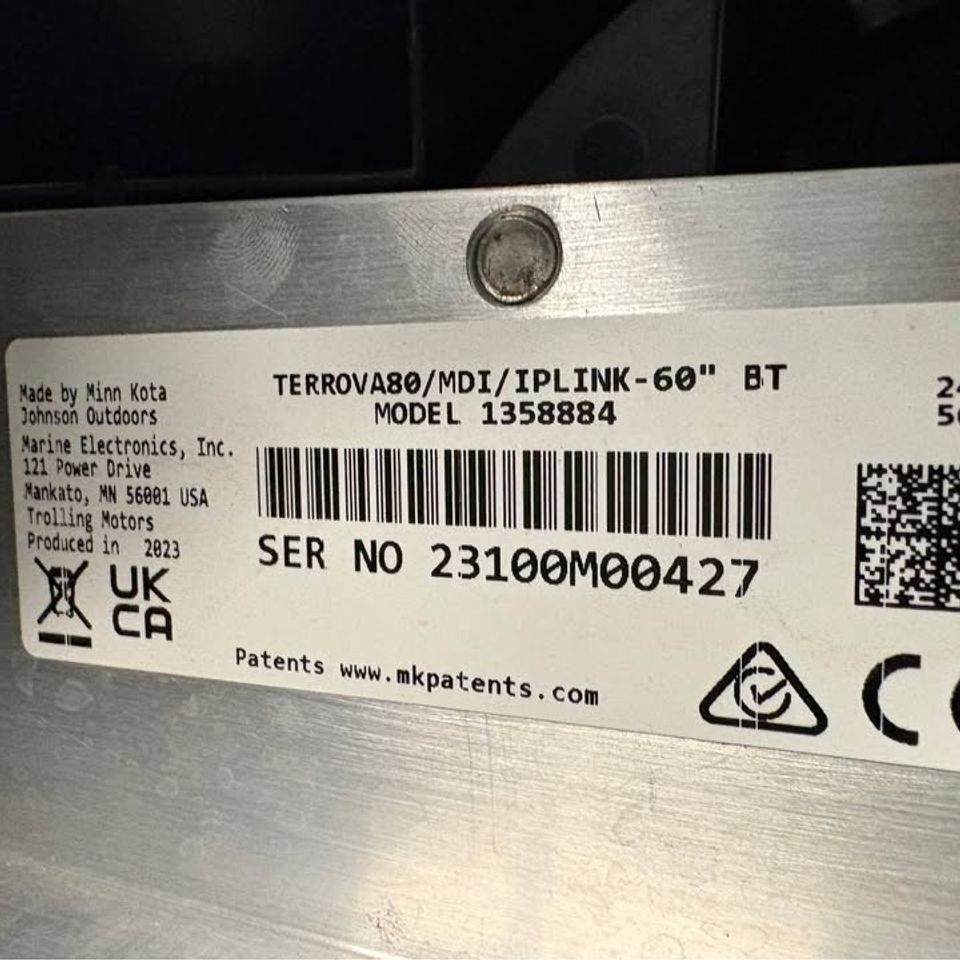 Made by Minn Kota
Johnson Outdoors
Marine Electronics, Inc.
121 Power Drive
Mankato, MN 56001 USA
Trolling Motors
Produced in 2023
UK
CA
TERROVA80/MDI/IPLINK-60" BT
MODEL 1358884
SER NO 23100M00427
Patents www.mkpatents.com